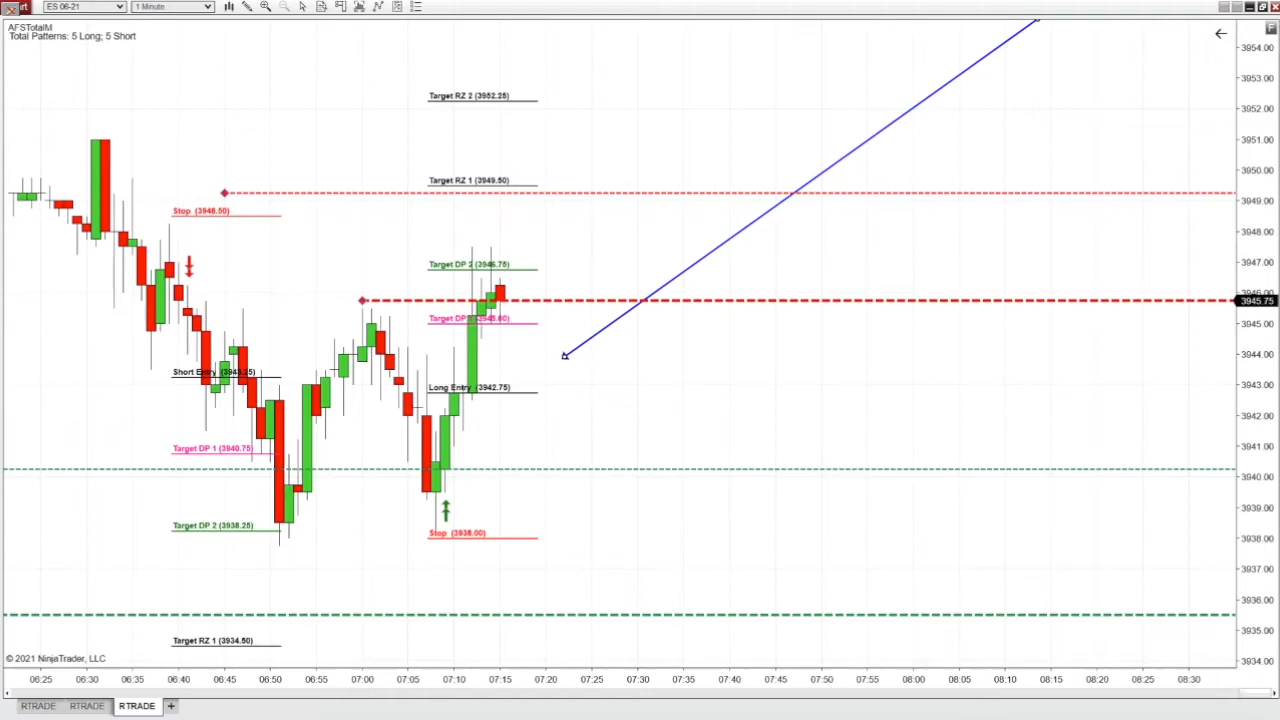 ES 06-21 1 Minute
AFSTotalM
Total Patterns: 5 Long; 5 Short
F
3954.00
Target RZ 2 (3952.25)
3953.00
3952.00
3951.00
3950.00
Target RZ 1 (3949.50)
3949.00
Stop (3948.50)
3948.00
3947.00
Target DP 2 (3946.75)
3946.00
3945.75
3945.00
3944.00
Short Entry (3943.25)
3943.00
Long Entry (3942.75)
3942.00
3941.00
Target DP 1 (3940.75)
3940.00
3939.00
Target DP 2 (3938.25)
3938.00
Stop (3938.00)
3937.00
3936.00
3935.00
Target RZ 1 (3934.50)
3934.00
© 2021 NinjaTrader, LLC
06:25 06:30 06:35 06:40 06:45 06:50 06:55 07:00 07:05 07:10 07:15 07:20 07:25 07:30 07:35 07:40 07:45 07:50 07:55 08:00 08:05 08:10 08:15 08:20 08:25 08:30
RTRADE RTRADE RTRADE +